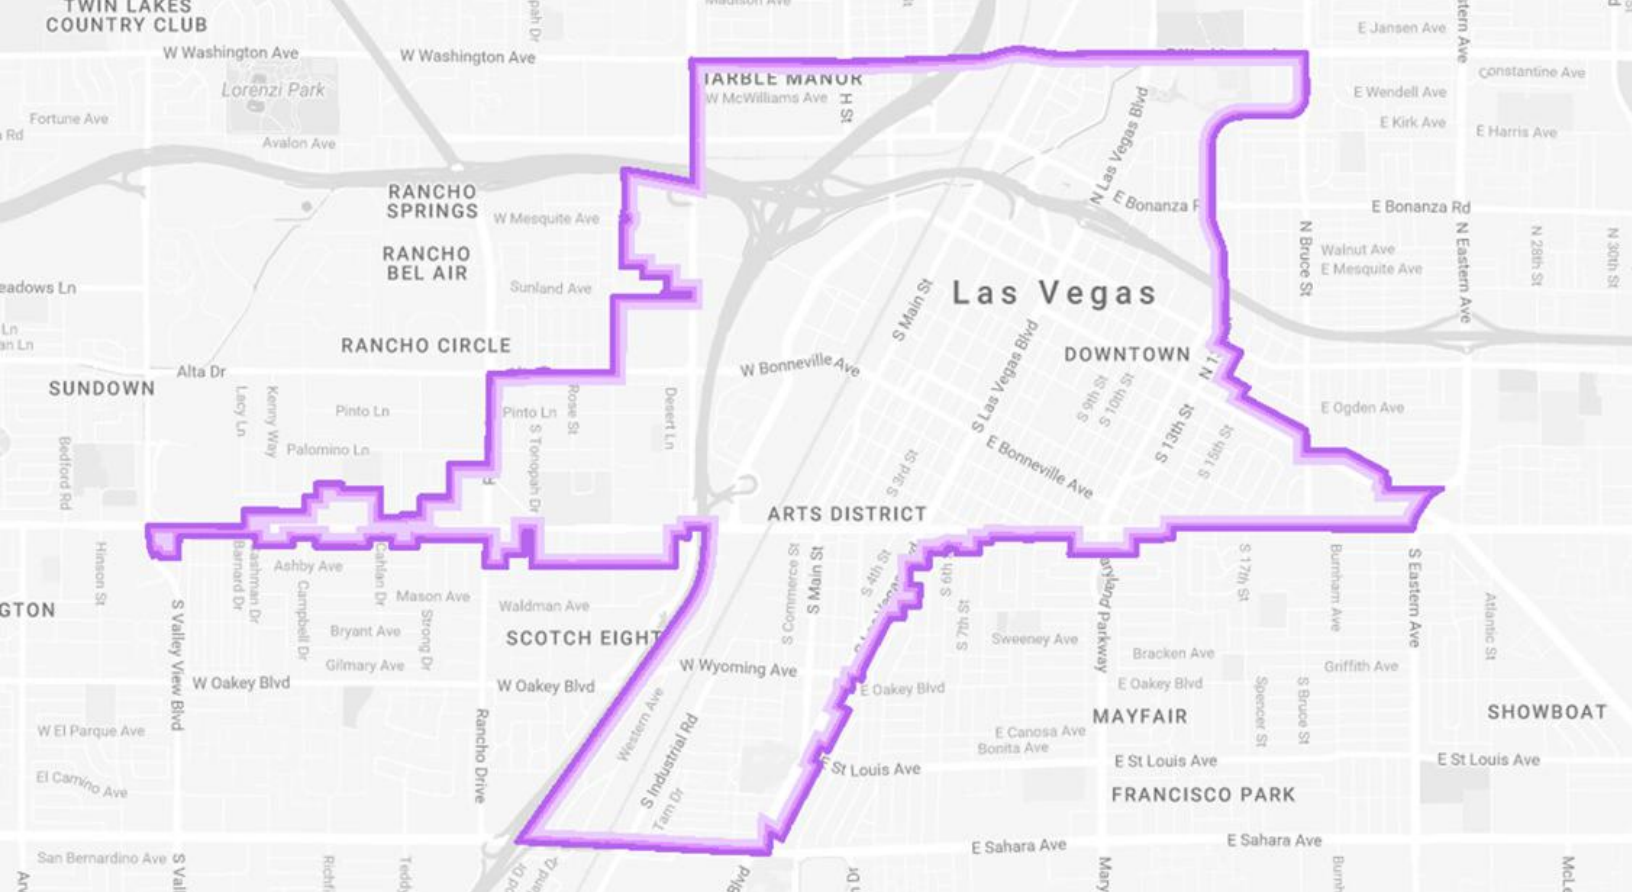 TWIN LAKES
COUNTRY CLUB
W Washington Ave
W Washington Ave
Madison Ave
E Jansen Ave
Constantine Ave
Lorenzi Park
W McWilliams Ave
H St
E Wendell Ave
Fortune Ave
Rd
Avalon Ave
E Kirk Ave
E Harris Ave
N Las Vegas Blvd
RANCHO
SPRINGS
W Mesquite Ave
E Bonanza
E Bonanza Rd
RANCHO
BEL AIR
N Bruce St
N Eastern Ave
N 28th St
N 30th St
Walnut Ave
E Mesquite Ave
Sunland Ave
Las Vegas
S Main St
Ln
RANCHO CIRCLE
S Las Vegas Blvd
DOWNTOWN
Alta Dr
W Bonneville Ave
SUNDOWN
Lacy Ln
Kenny Way
Pinto Ln
Pinto Ln
Rose St
Desert Ln
S 9th St
S 10th St
E Ogden Ave
S 13th St
S 15th St
Palomino Ln
S Tonopah Dr
Bedford Rd
E Bonneville Ave
S 3rd St
ARTS DISTRICT
Hinson St
Barnard Dr
Ashby Ave
Cahlan Dr
Campbell Dr
Mason Ave
Strong Dr
Waldman Ave
S Commerce St
S Main St
S 4th St
S 6th
S 7th St
S 17th St
Burnham Ave
S Eastern Ave
Atlantic St
GTON
S Valley View Blvd
Bryant Ave
SCOTCH EIGHT
Sweeney Ave
Parkway
Bracken Ave
Gilmary Ave
W Wyoming Ave
Griffith Ave
W Oakey Blvd
W Oakey Blvd
E Oakey Blvd
E Oakey Blvd
Spencer St
S Bruce St
Rancho Drive
Western Ave
S Industrial Rd
MAYFAIR
SHOWBOAT
W El Parque Ave
E Canosa Ave
Bonita Ave
E St Louis Ave
E St Louis Ave
E St Louis Ave
El Camino Ave
Tam Dr
FRANCISCO PARK
E Sahara Ave
E Sahara Ave
San Bernardino Ave
Blvd
Mary